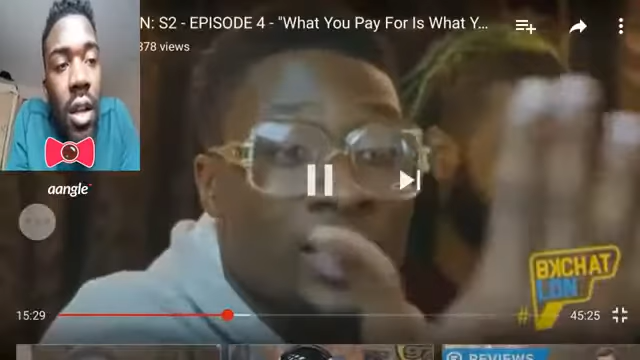 N: S2 - EPISODE 4 - "What You Pay For Is What Y...
378 views
aangle
BKCHAT
LDN
#
15:29
45:25
REVIEWS